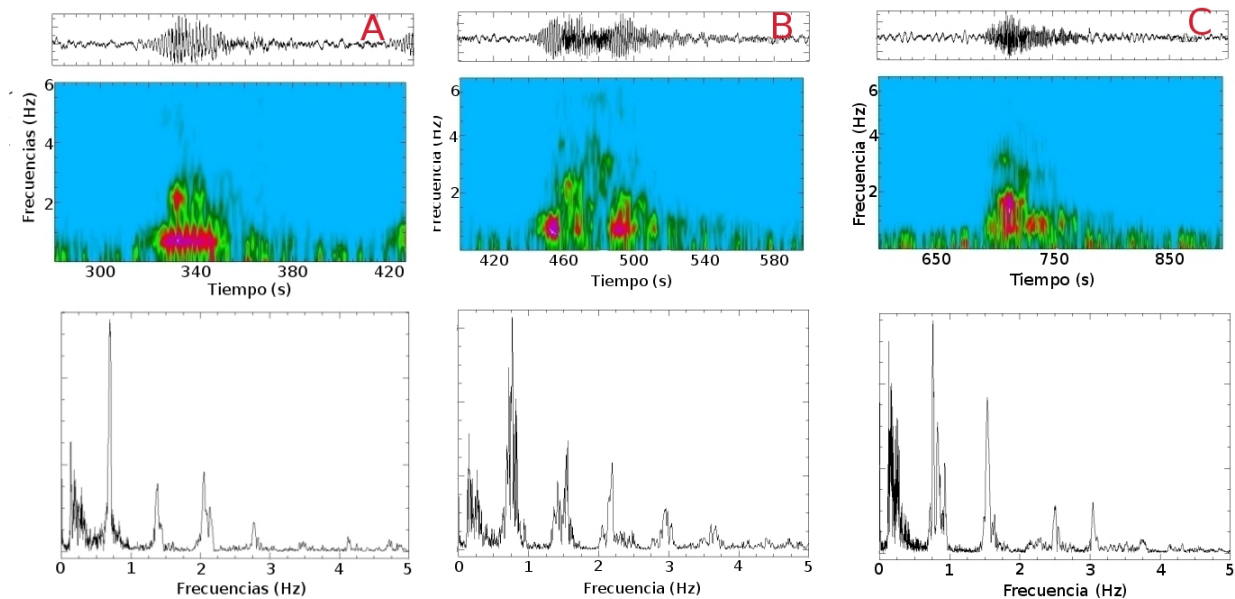 A
B
C
6
4
2
Frecuencias (Hz)
300 340 380 420
Tiempo (s)
6
4
2
420 460 500 540 580
Tiempo (s)
6
4
2
Frecuencia (Hz)
650 750 850
Tiempo (s)
0 1 2 3 4 5
Frecuencias (Hz)
0 1 2 3 4 5
Frecuencia (Hz)
0 1 2 3 4 5
Frecuencia (Hz)